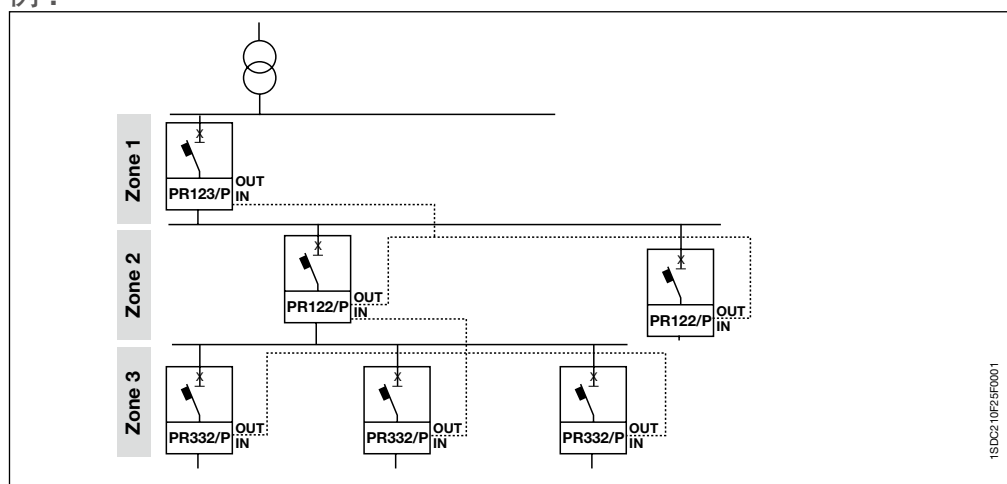 例：
Zone 1
PR123/P
OUT
IN
Zone 2
PR122/P
OUT
IN
PR122/P
OUT
IN
Zone 3
PR332/P
OUT
IN
PR332/P
OUT
IN
PR332/P
OUT
IN
1SDC210F25F0001